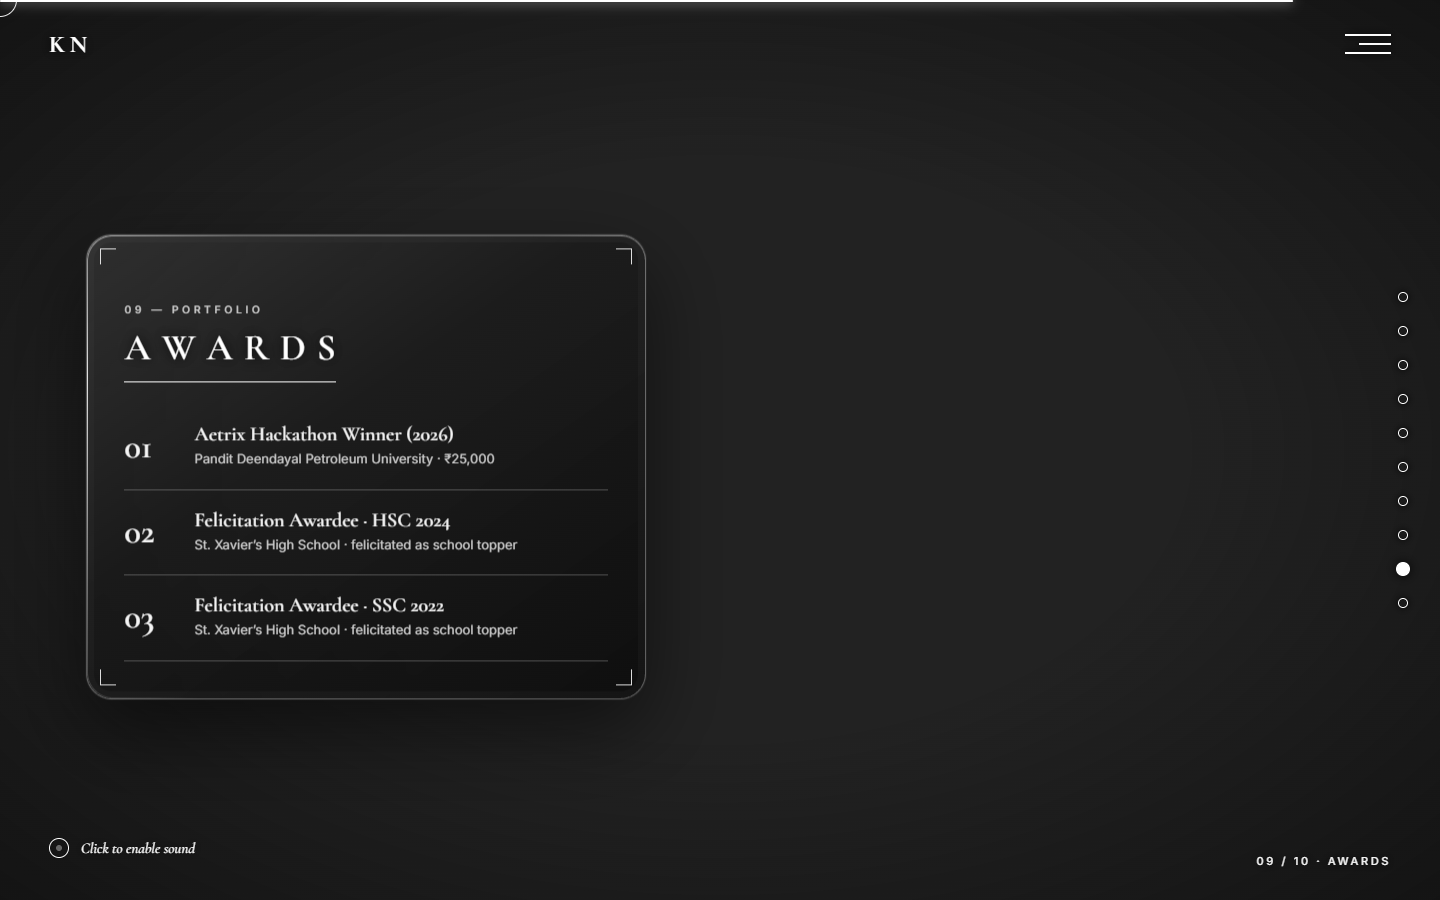 KN
09 — PORTFOLIO
AWARDS
01
Aetrix Hackathon Winner (2026)
Pandit Deendayal Petroleum University · ₹25,000
02
Felicitation Awardee · HSC 2024
St. Xavier’s High School · felicitated as school topper
03
Felicitation Awardee · SSC 2022
St. Xavier’s High School · felicitated as school topper
Click to enable sound
09 / 10 · AWARDS